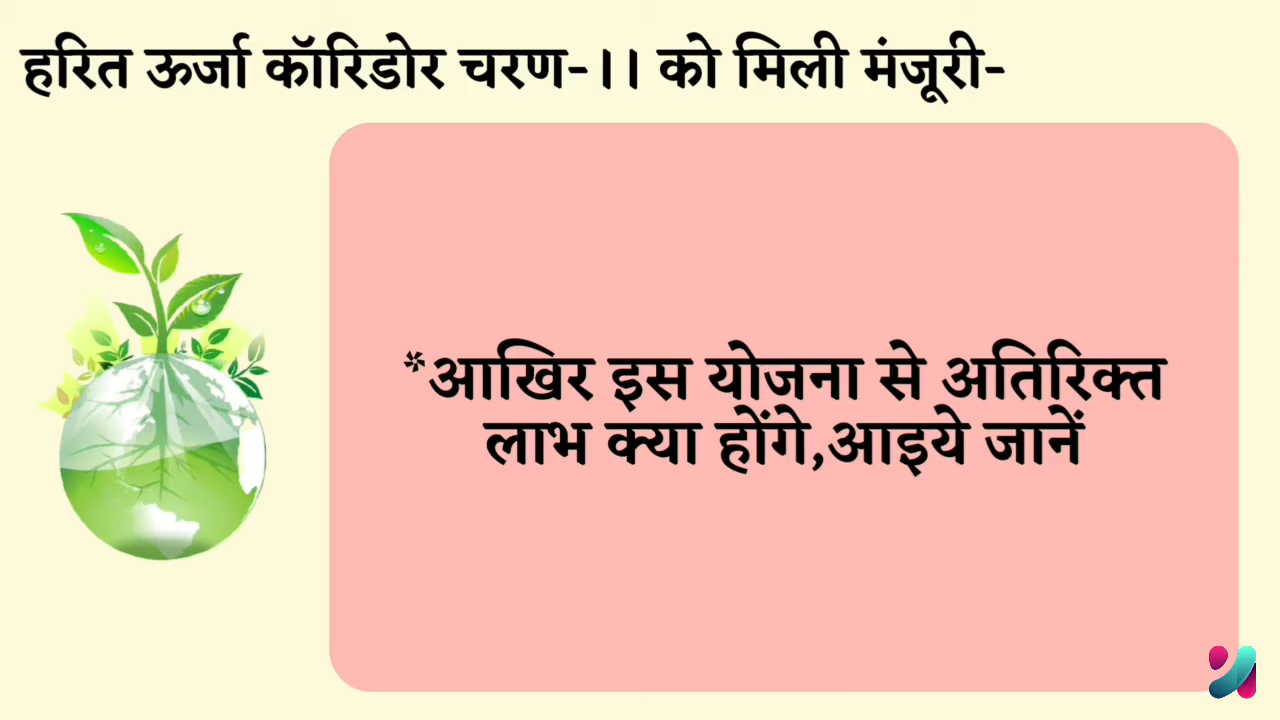 हरित ऊर्जा कॉरिडोर चरण-।। को मिली मंजूरी-
*आखिर इस योजना से अतिरिक्त
लाभ क्या होंगे,आइये जानें